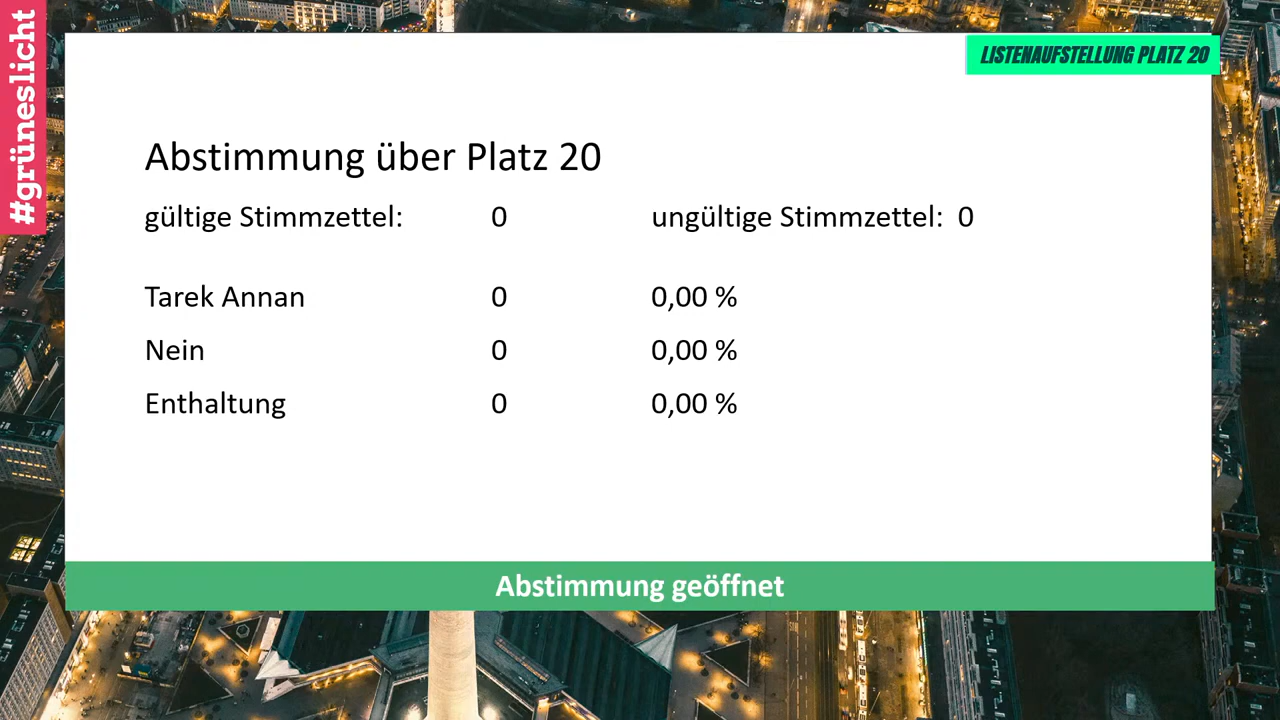 #grüneslicht
LISTENAUFSTELLUNG PLATZ 20
Abstimmung über Platz 20
gültige Stimmzettel: 0 ungültige Stimmzettel: 0
Tarek Annan 0 0,00 %
Nein 0 0,00 %
Enthaltung 0 0,00 %
Abstimmung geöffnet